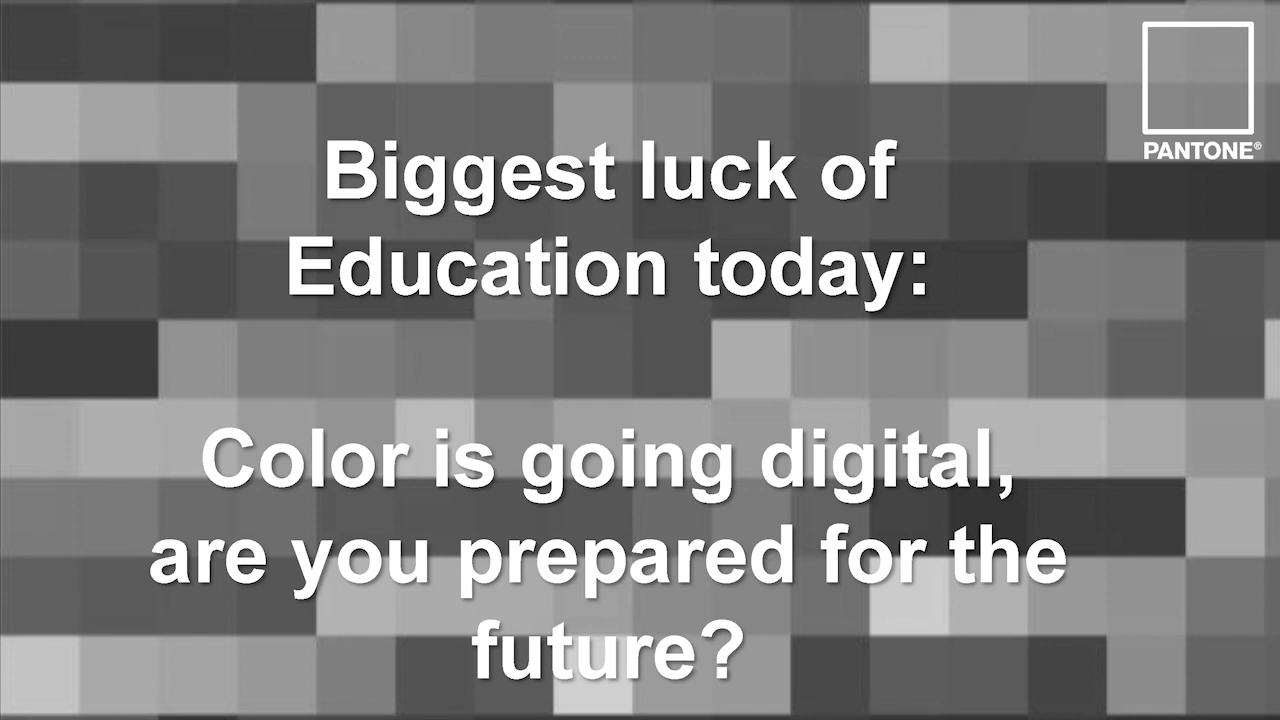 PANTONE®
Biggest luck of
Education today:
Color is going digital,
are you prepared for the
future?